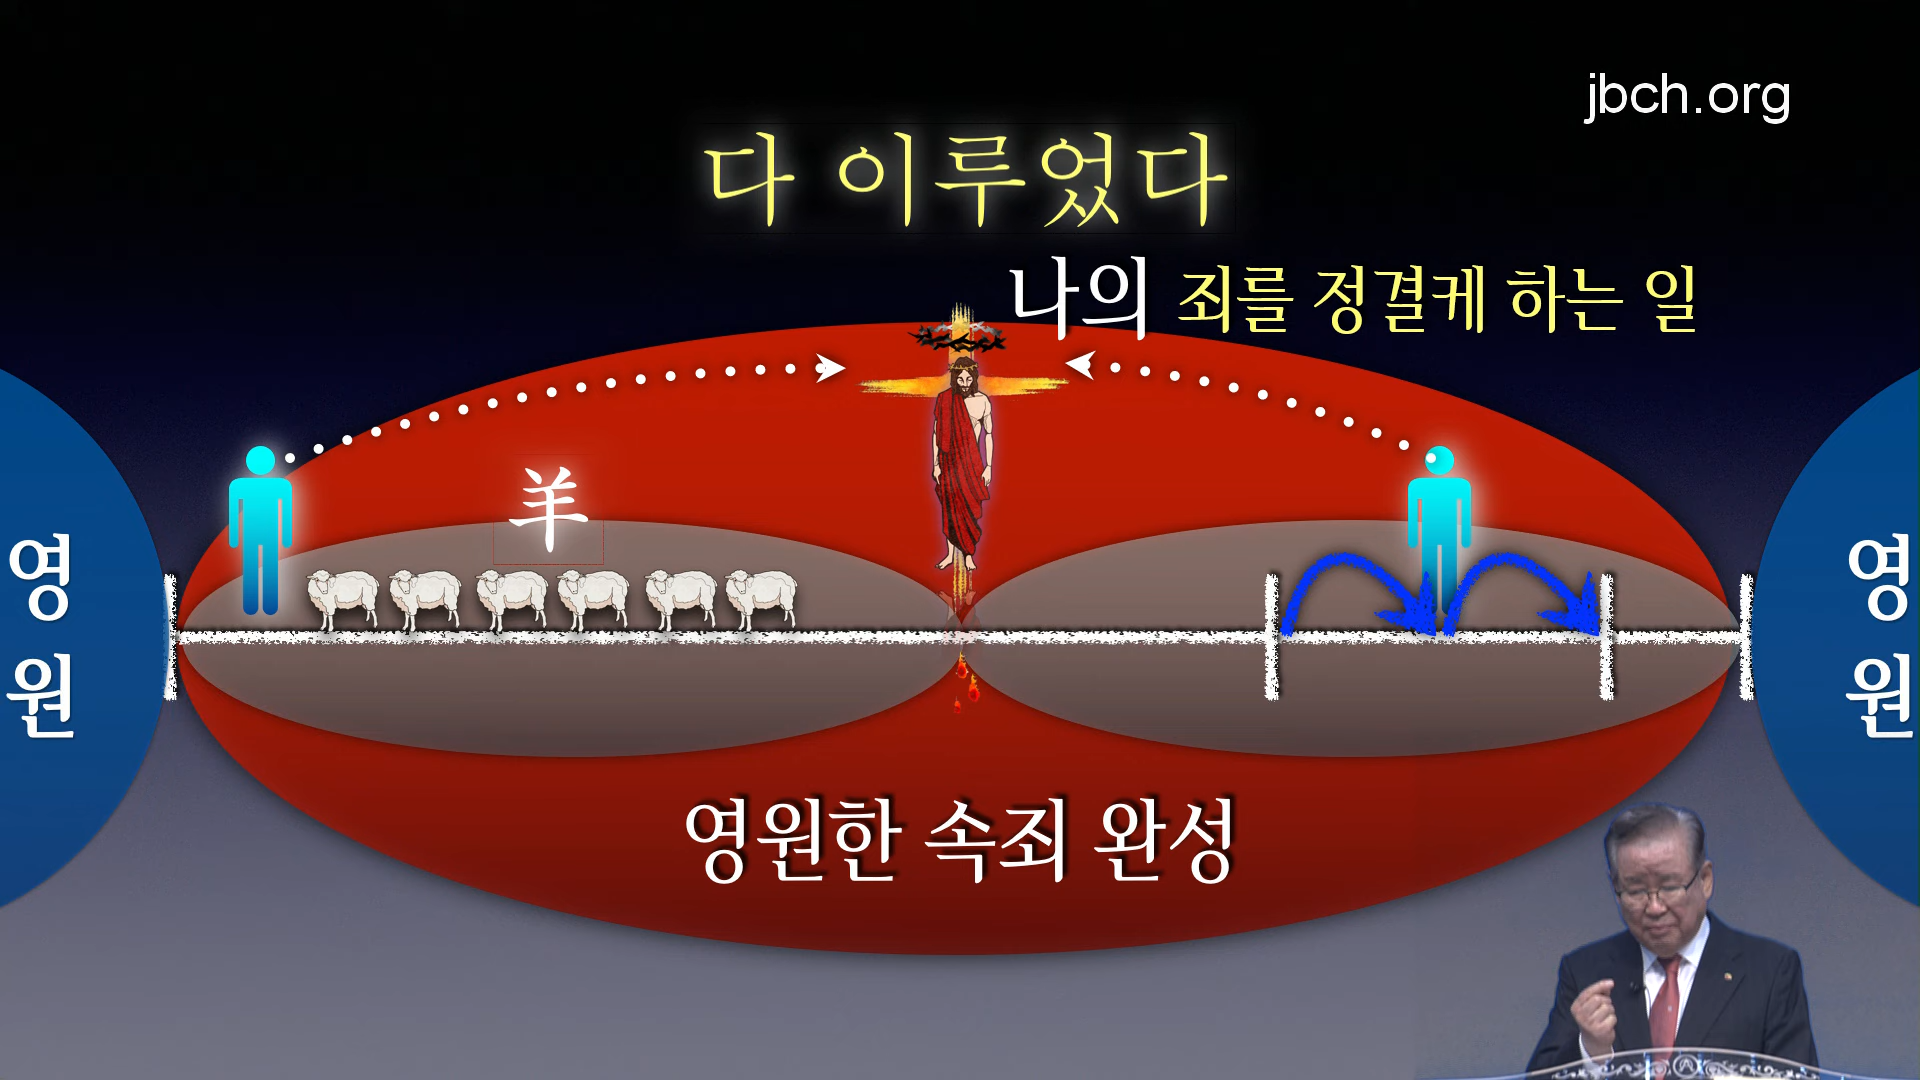 jbch.org
다 이루었다
나의 죄를 정결케 하는 일
羊
영원
영원
영원한 속죄 완성